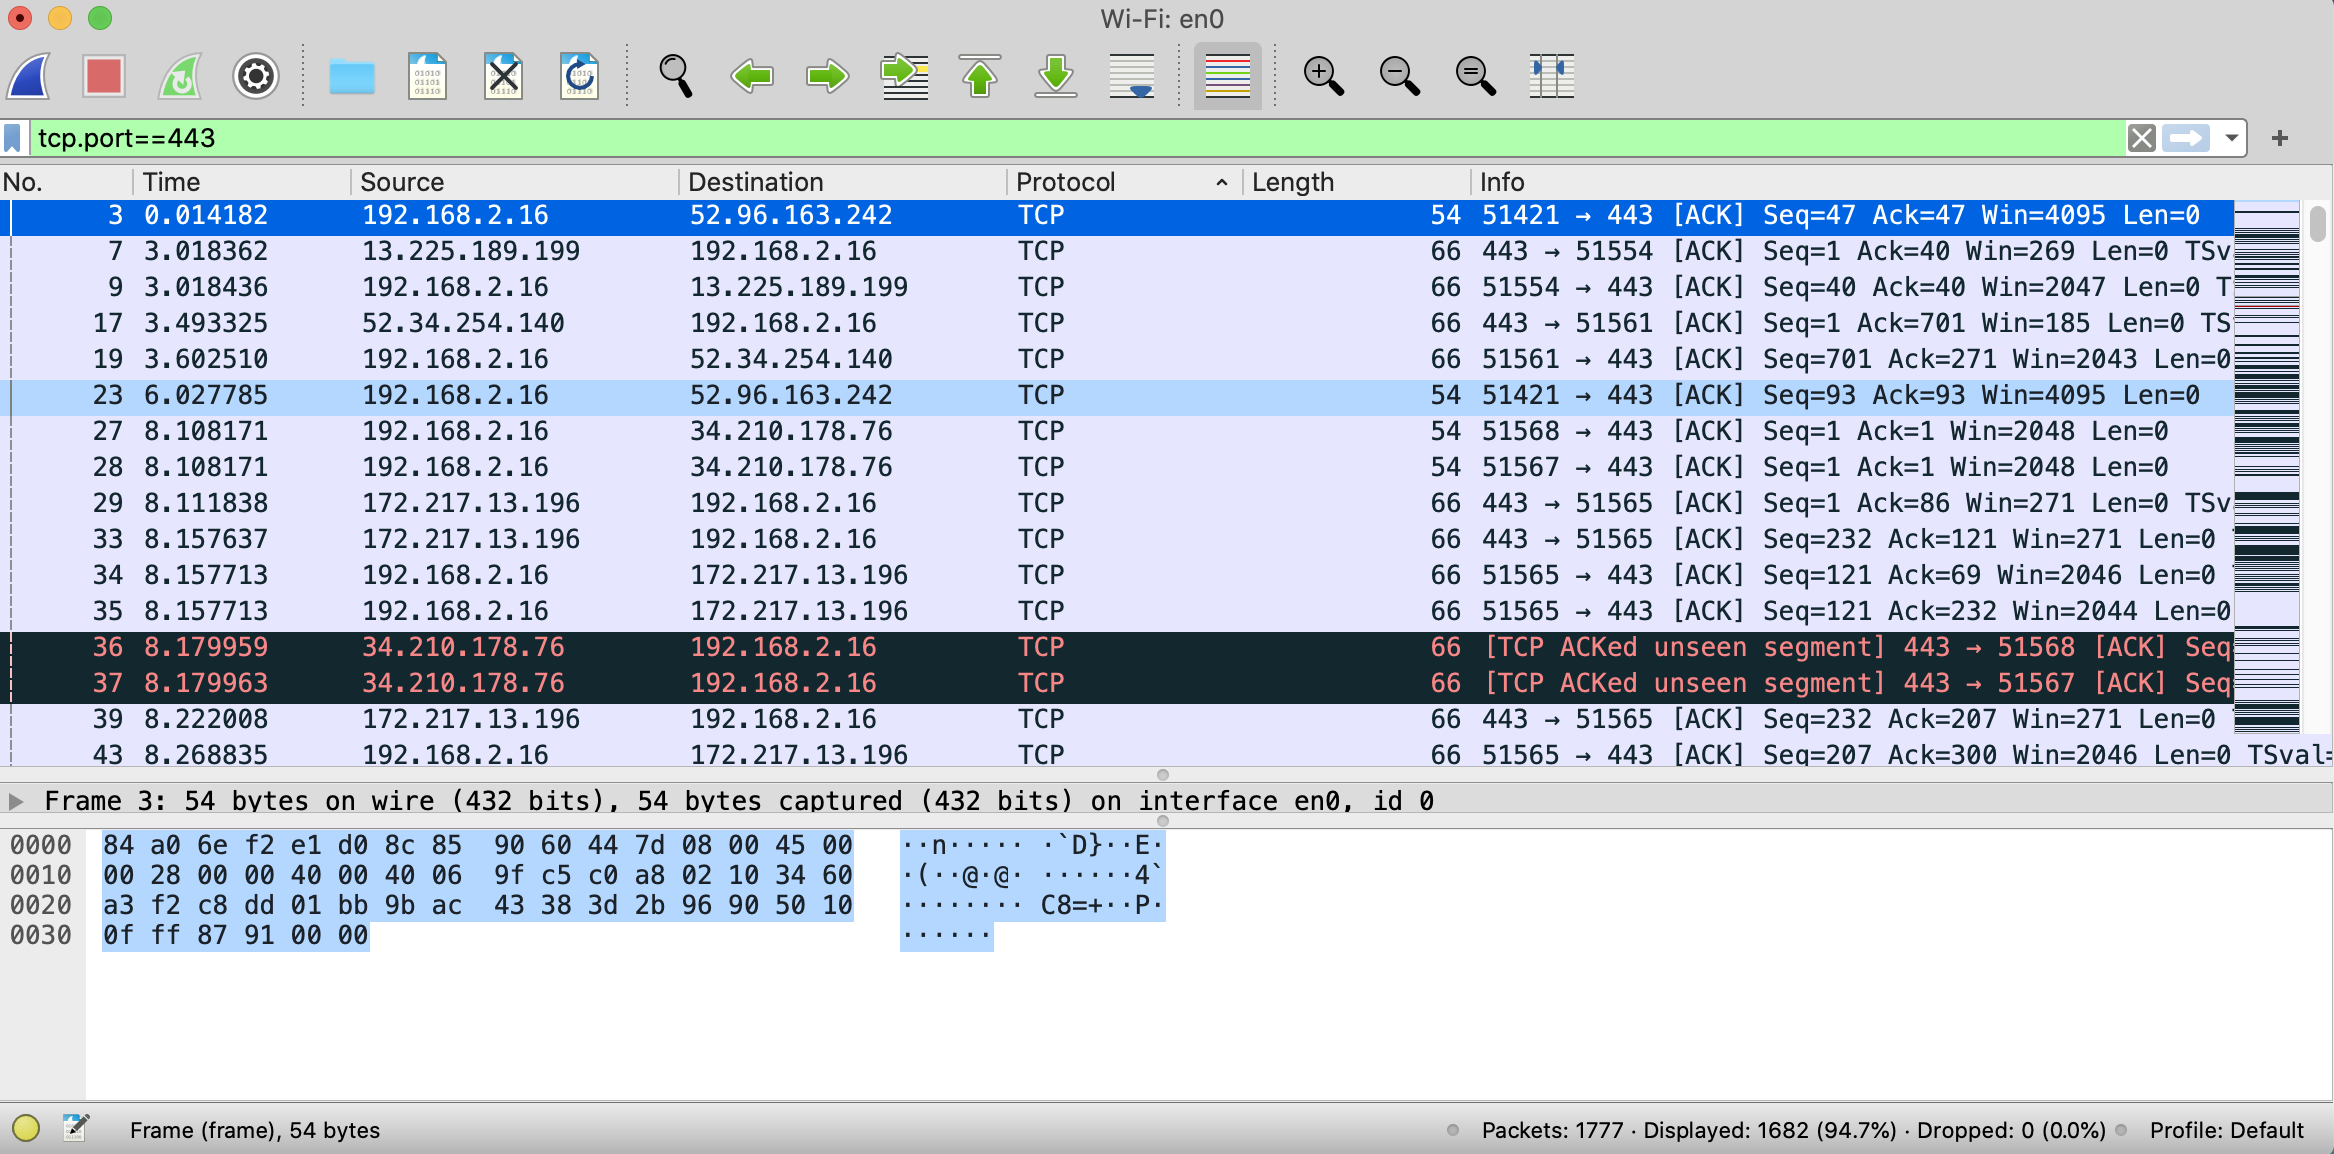 Wi-Fi: en0
tcp.port==443
No. Time Source Destination Protocol Length Info
3 0.014182 192.168.2.16 52.96.163.242 TCP 54 51421 → 443 [ACK] Seq=47 Ack=47 Win=4095 Len=0
7 3.018362 13.225.189.199 192.168.2.16 TCP 66 443 → 51554 [ACK] Seq=1 Ack=40 Win=269 Len=0 TSv
9 3.018436 192.168.2.16 13.225.189.199 TCP 66 51554 → 443 [ACK] Seq=40 Ack=40 Win=2047 Len=0 T
17 3.493325 52.34.254.140 192.168.2.16 TCP 66 443 → 51561 [ACK] Seq=1 Ack=701 Win=185 Len=0 TS
19 3.602510 192.168.2.16 52.34.254.140 TCP 66 51561 → 443 [ACK] Seq=701 Ack=271 Win=2043 Len=0
23 6.027785 192.168.2.16 52.96.163.242 TCP 54 51421 → 443 [ACK] Seq=93 Ack=93 Win=4095 Len=0
27 8.108171 192.168.2.16 34.210.178.76 TCP 54 51568 → 443 [ACK] Seq=1 Ack=1 Win=2048 Len=0
28 8.108171 192.168.2.16 34.210.178.76 TCP 54 51567 → 443 [ACK] Seq=1 Ack=1 Win=2048 Len=0
29 8.111838 172.217.13.196 192.168.2.16 TCP 66 443 → 51565 [ACK] Seq=1 Ack=86 Win=271 Len=0 TSv
33 8.157637 172.217.13.196 192.168.2.16 TCP 66 443 → 51565 [ACK] Seq=232 Ack=121 Win=271 Len=0
34 8.157713 192.168.2.16 172.217.13.196 TCP 66 51565 → 443 [ACK] Seq=121 Ack=69 Win=2046 Len=0
35 8.157713 192.168.2.16 172.217.13.196 TCP 66 51565 → 443 [ACK] Seq=121 Ack=232 Win=2044 Len=0
36 8.179959 34.210.178.76 192.168.2.16 TCP 66 [TCP ACKed unseen segment] 443 → 51568 [ACK] Seq
37 8.179963 34.210.178.76 192.168.2.16 TCP 66 [TCP ACKed unseen segment] 443 → 51567 [ACK] Seq
39 8.222008 172.217.13.196 192.168.2.16 TCP 66 443 → 51565 [ACK] Seq=232 Ack=207 Win=271 Len=0
43 8.268835 192.168.2.16 172.217.13.196 TCP 66 51565 → 443 [ACK] Seq=207 Ack=300 Win=2046 Len=0 TSval=
Frame 3: 54 bytes on wire (432 bits), 54 bytes captured (432 bits) on interface en0, id 0
0000 84 a0 6e f2 e1 d0 8c 85 90 60 44 7d 08 00 45 00 ··n····· ·`D}··E·
0010 00 28 00 00 40 00 40 06 9f c5 c0 a8 02 10 34 60 ·(··@·@· ······4`
0020 a3 f2 c8 dd 01 bb 9b ac 43 38 3d 2b 96 90 50 10 ········ C8=+··P·
0030 0f ff 87 91 00 00 ······
Frame (frame), 54 bytes Packets: 1777 · Displayed: 1682 (94.7%) · Dropped: 0 (0.0%) Profile: Default